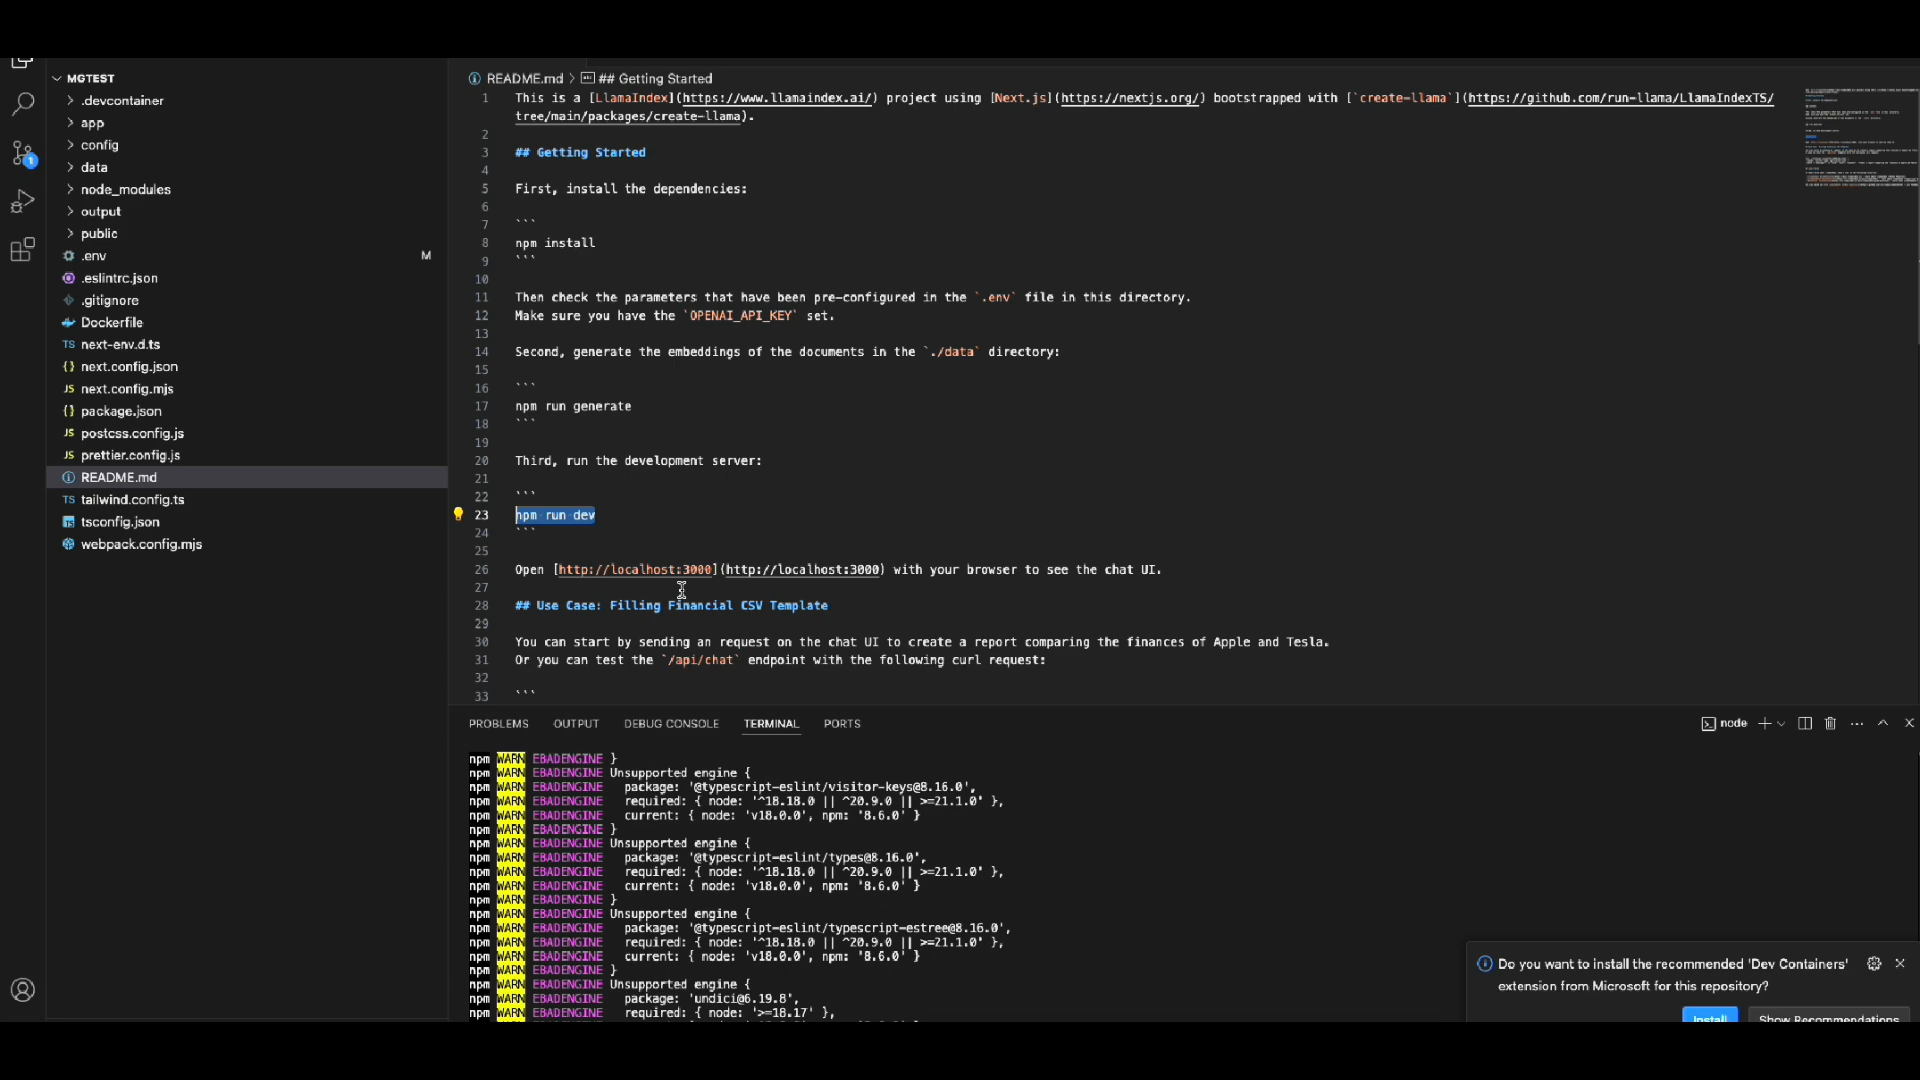 MGTEST
.devcontainer
app
config
data
node_modules
output
public
.env M
.eslintrc.json
.gitignore
Dockerfile
TS next-env.d.ts
{} next.config.json
JS next.config.mjs
{} package.json
JS postcss.config.js
JS prettier.config.js
README.md
TS tailwind.config.ts
tsconfig.json
webpack.config.mjs
1
README.md > ## Getting Started
1 This is a [LlamaIndex](https://www.llamaindex.ai/) project using [Next.js](https://nextjs.org/) bootstrapped with [`create-llama`](https://github.com/run-llama/LlamaIndexTS/
tree/main/packages/create-llama).
2
3 ## Getting Started
4
5 First, install the dependencies:
6
7 ```
8 npm install
9 ```
10
11 Then check the parameters that have been pre-configured in the `.env` file in this directory.
12 Make sure you have the `OPENAI_API_KEY` set.
13
14 Second, generate the embeddings of the documents in the `./data` directory:
15
16 ```
17 npm run generate
18 ```
19
20 Third, run the development server:
21
22 ```
23 npm run dev
24 ```
25
26 Open [http://localhost:3000](http://localhost:3000) with your browser to see the chat UI.
27
28 ## Use Case: Filling Financial CSV Template
29
30 You can start by sending an request on the chat UI to create a report comparing the finances of Apple and Tesla.
31 Or you can test the `/api/chat` endpoint with the following curl request:
32
33 ```
PROBLEMS OUTPUT DEBUG CONSOLE TERMINAL PORTS
node
npm WARN EBADENGINE }
npm WARN EBADENGINE Unsupported engine {
npm WARN EBADENGINE package: '@typescript-eslint/visitor-keys@8.16.0',
npm WARN EBADENGINE required: { node: '^18.18.0 || ^20.9.0 || >=21.1.0' },
npm WARN EBADENGINE current: { node: 'v18.0.0', npm: '8.6.0' }
npm WARN EBADENGINE }
npm WARN EBADENGINE Unsupported engine {
npm WARN EBADENGINE package: '@typescript-eslint/types@8.16.0',
npm WARN EBADENGINE required: { node: '^18.18.0 || ^20.9.0 || >=21.1.0' },
npm WARN EBADENGINE current: { node: 'v18.0.0', npm: '8.6.0' }
npm WARN EBADENGINE }
npm WARN EBADENGINE Unsupported engine {
npm WARN EBADENGINE package: '@typescript-eslint/typescript-estree@8.16.0',
npm WARN EBADENGINE required: { node: '^18.18.0 || ^20.9.0 || >=21.1.0' },
npm WARN EBADENGINE current: { node: 'v18.0.0', npm: '8.6.0' }
npm WARN EBADENGINE }
npm WARN EBADENGINE Unsupported engine {
npm WARN EBADENGINE package: 'undici@6.19.8',
npm WARN EBADENGINE required: { node: '>=18.17' },
Do you want to install the recommended 'Dev Containers'
extension from Microsoft for this repository?
Install Show Recommendations